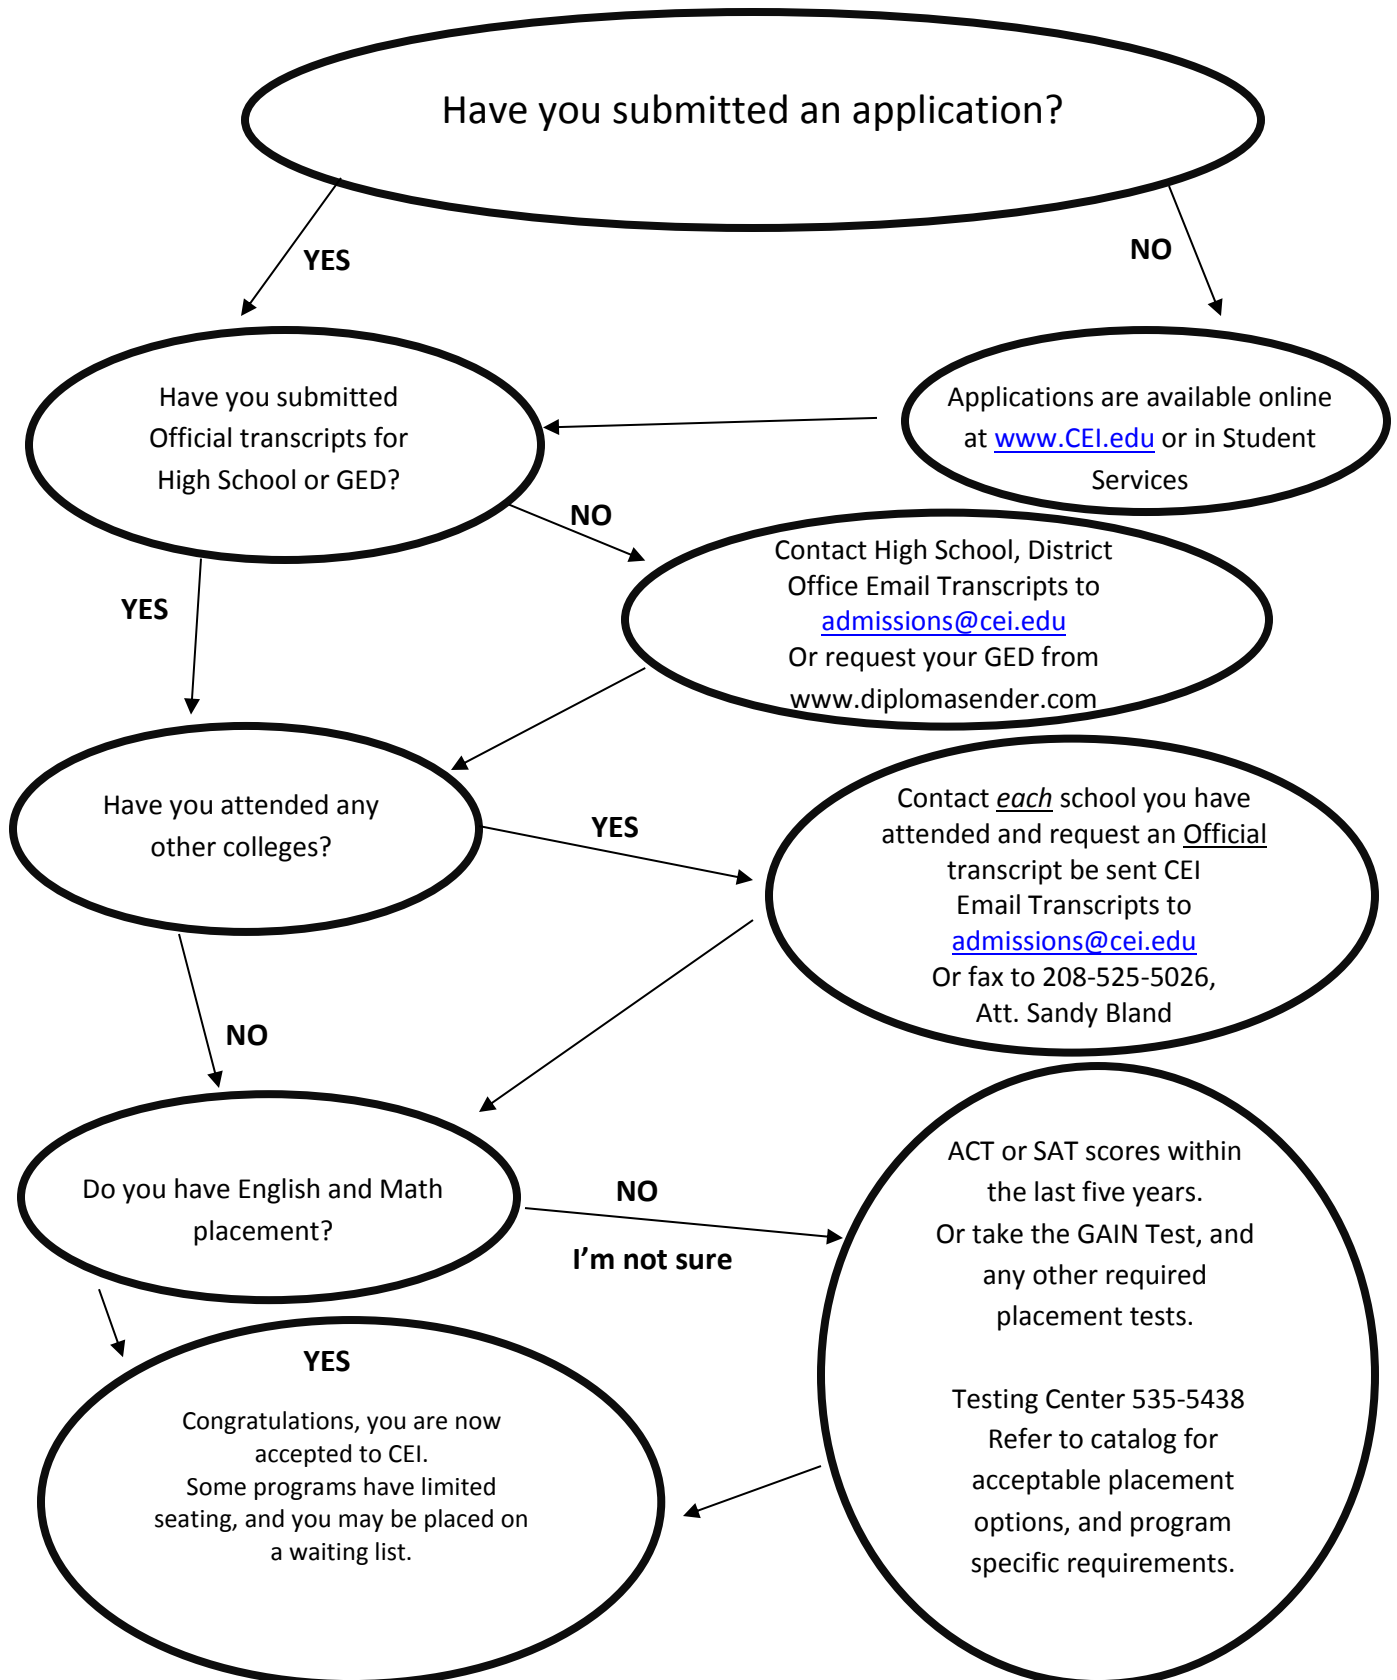 Have you submitted an application?
YES
NO
Have you submitted
Official transcripts for
High School or GED?
Applications are available online
at www.CEI.edu or in Student
Services
NO
Contact High School, District
Office Email Transcripts to
admissions@cei.edu
Or request your GED from
www.diplomasender.com
YES
Have you attended any
other colleges?
YES
Contact each school you have
attended and request an Official
transcript be sent CEI
Email Transcripts to
admissions@cei.edu
Or fax to 208-525-5026,
Att. Sandy Bland
NO
Do you have English and Math
placement?
NO
I’m not sure
ACT or SAT scores within
the last five years.
Or take the GAIN Test, and
any other required
placement tests.
Testing Center 535-5438
Refer to catalog for
acceptable placement
options, and program
specific requirements.
YES
Congratulations, you are now
accepted to CEI.
Some programs have limited
seating, and you may be placed on
a waiting list.